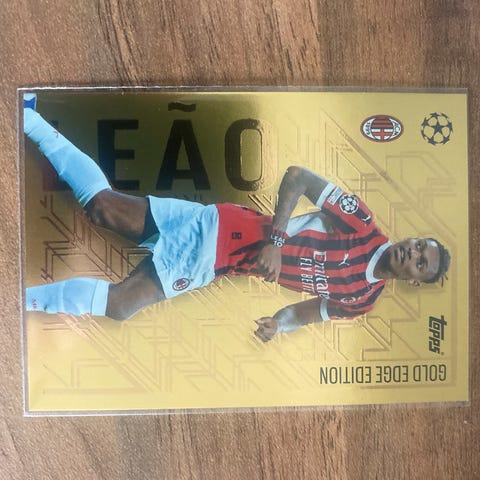 topps
GOLD EDGE EDITION
LEÃO
Emirates
FLY BETTER